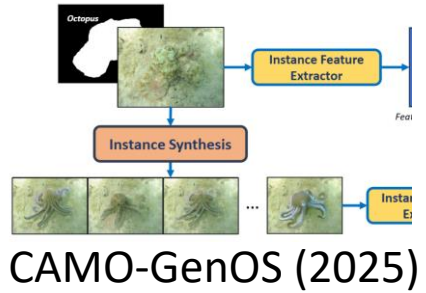 Octopus
Instance Feature
Extractor
Instance Synthesis
...
CAMO-GenOS (2025)